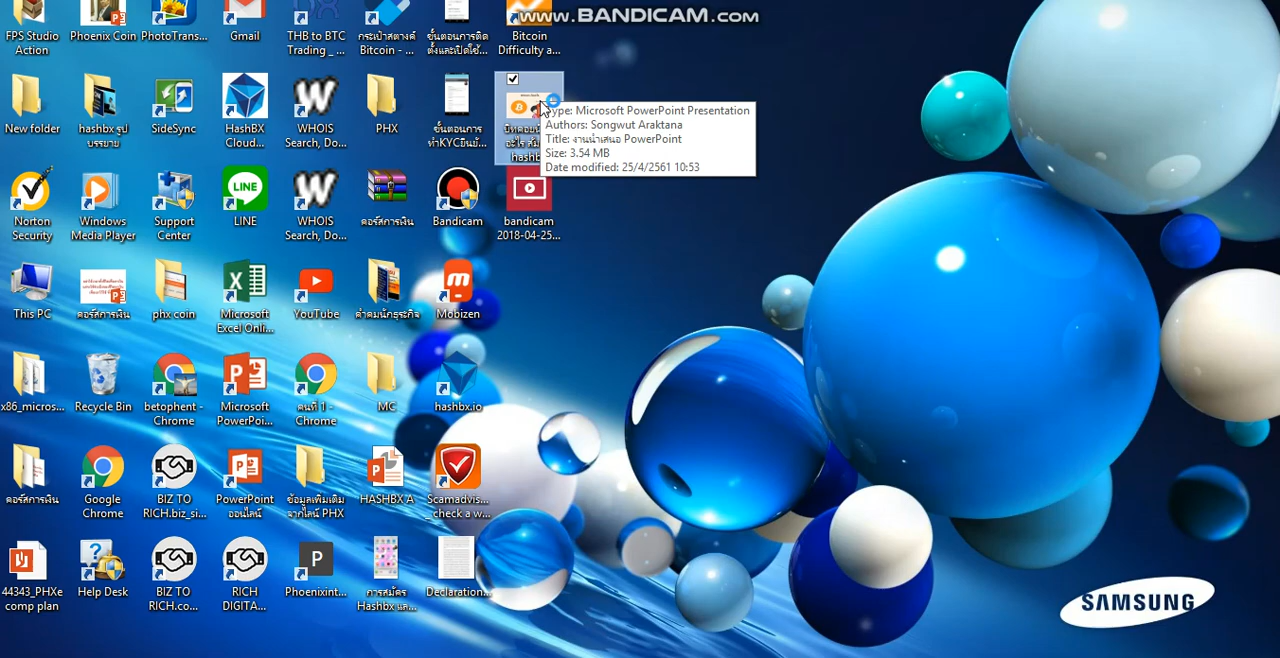 www.BANDICAM.com
FPS Studio
Action
Phoenix Coin
PhotoTrans...
Gmail
THB to BTC
Trading _ ...
กระเป๋าสตางค์
Bitcoin - ...
ขั้นตอนการติด
ตั้งและเปิดใช้...
Bitcoin
Difficulty a...
New folder
hashbx รูป
บรรยาย
SideSync
HashBX
Cloud...
WHOIS
Search, Do...
PHX
ขั้นตอนการ
ทำKYCยืนยั...
hashb
Type: Microsoft PowerPoint Presentation
Authors: Songwut Araktana
Title: งานนำเสนอ PowerPoint
Size: 3.54 MB
Date modified: 25/4/2561 10:53
Norton
Security
Windows
Media Player
Support
Center
LINE
WHOIS
Search, Do...
คอร์สการเงิน
Bandicam
bandicam
2018-04-25...
This PC
คอร์สการเงิน
phx coin
Microsoft
Excel Onli...
YouTube
คำคมนักธุรกิจ
Mobizen
x86_micros...
Recycle Bin
betophent -
Chrome
Microsoft
PowerPoi...
คนที่ 1 -
Chrome
MC
hashbx.io
คอร์สการเงิน
Google
Chrome
BIZ TO
RICH.biz_si...
PowerPoint
ออนไลน์
ข้อมูลเพิ่มเติม
จากไลน์ PHX
HASHBX A
Scamadvis...
_ check a w...
44343_PHXe
comp plan
Help Desk
BIZ TO
RICH.co...
RICH
DIGITA...
P
Phoenixint...
การสมัคร
Hashbx และ...
Declaration...
SAMSUNG